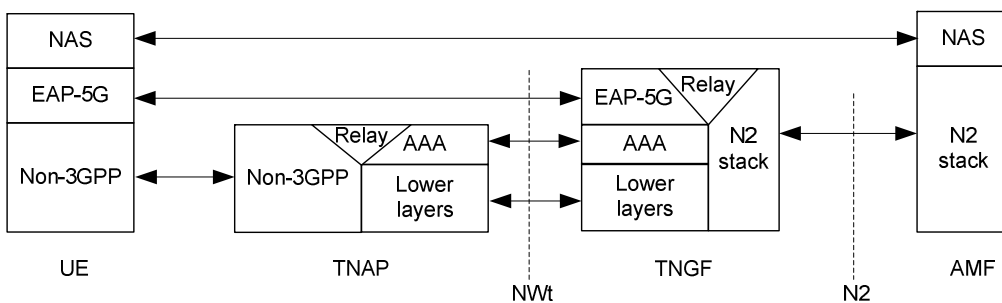 NAS
NAS
EAP-5G
EAP-5G
Relay
Relay
AAA
AAA
N2
stack
N2
stack
Non-3GPP
Non-3GPP
Lower
layers
Lower
layers
UE
TNAP
TNGF
AMF
NWt
N2